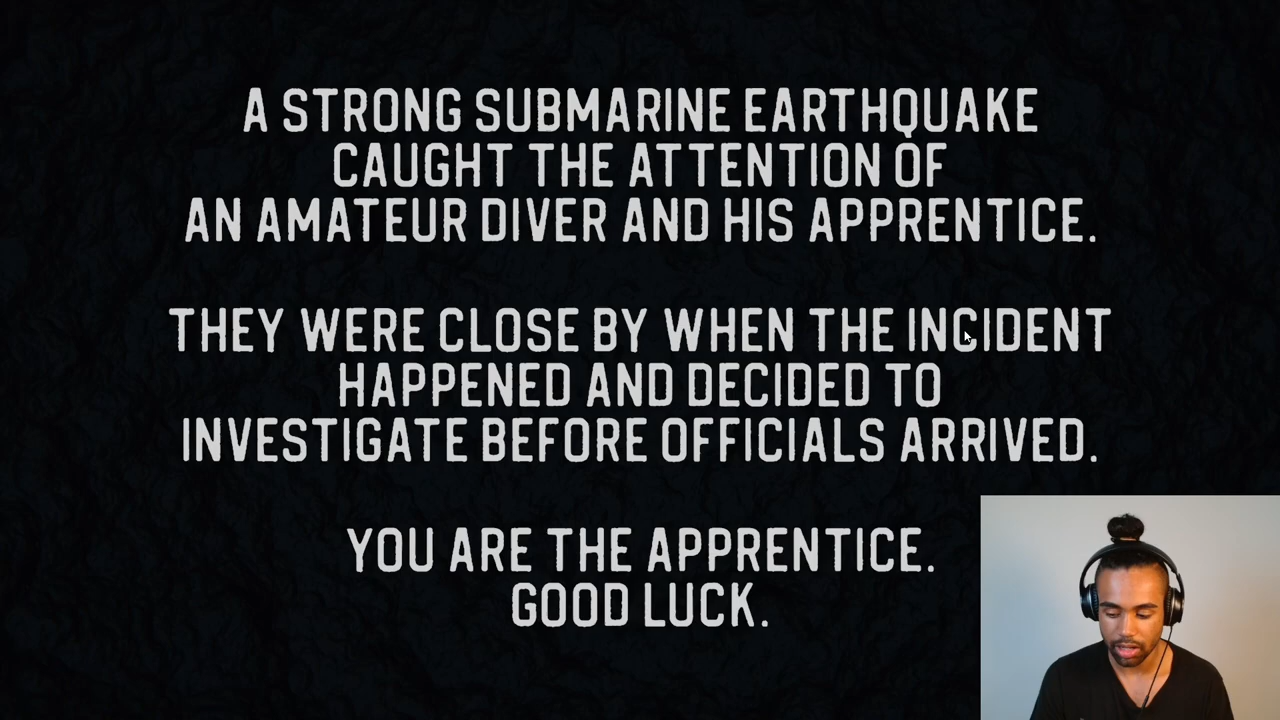 A STRONG SUBMARINE EARTHQUAKE
CAUGHT THE ATTENTION OF
AN AMATEUR DIVER AND HIS APPRENTICE.
THEY WERE CLOSE BY WHEN THE INCIDENT
HAPPENED AND DECIDED TO
INVESTIGATE BEFORE OFFICIALS ARRIVED.
YOU ARE THE APPRENTICE.
GOOD LUCK.